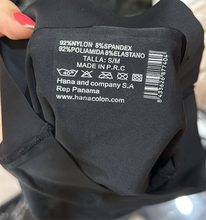 92%NYLON 8%SPANDEX
92%POLIAMIDA 8%ELASTANO
TALLA: S/M
MADE IN P.R.C
Hana and company S.A
Rep Panama
www.hanacolon.com